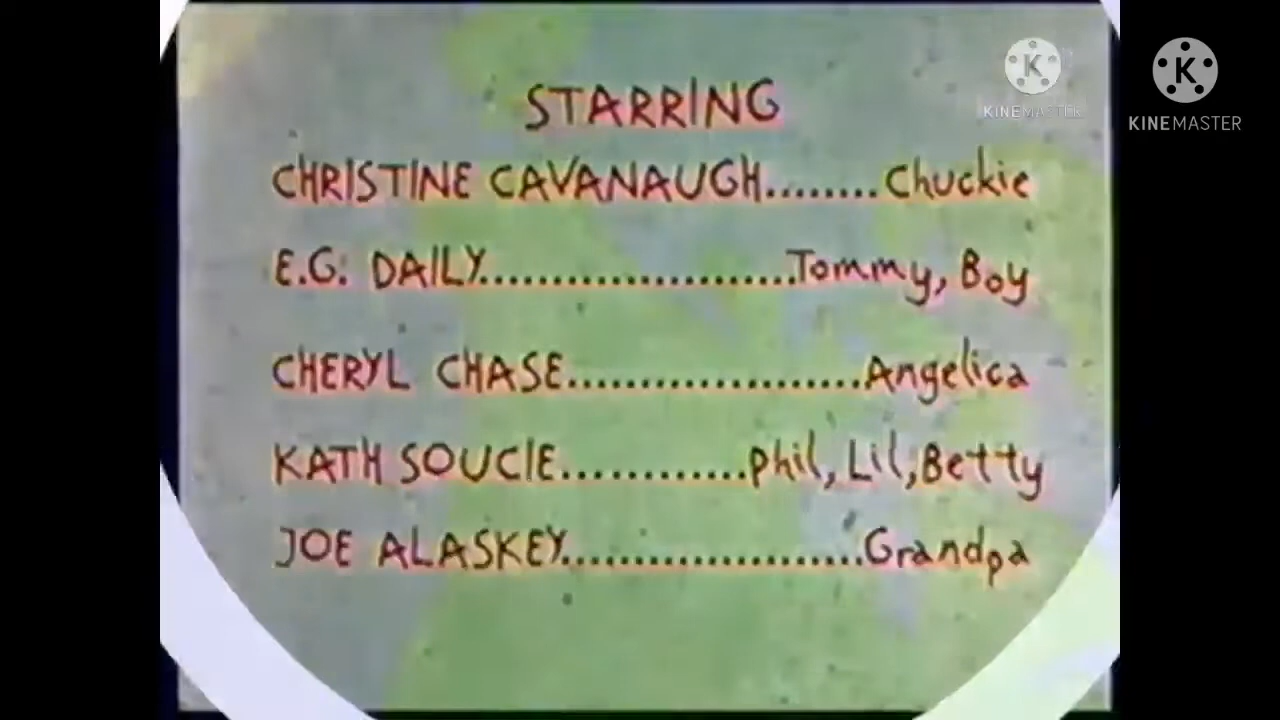 STARRING
CHRISTINE CAVANAUGH........Chuckie
E.G. DAILY......................Tommy, Boy
CHERYL CHASE.....................Angelica
KATH SOUCIE.............Phil, Lil, Betty
JOE ALASKEY.....................Grandpa
KINEMASTER
KINEMASTER